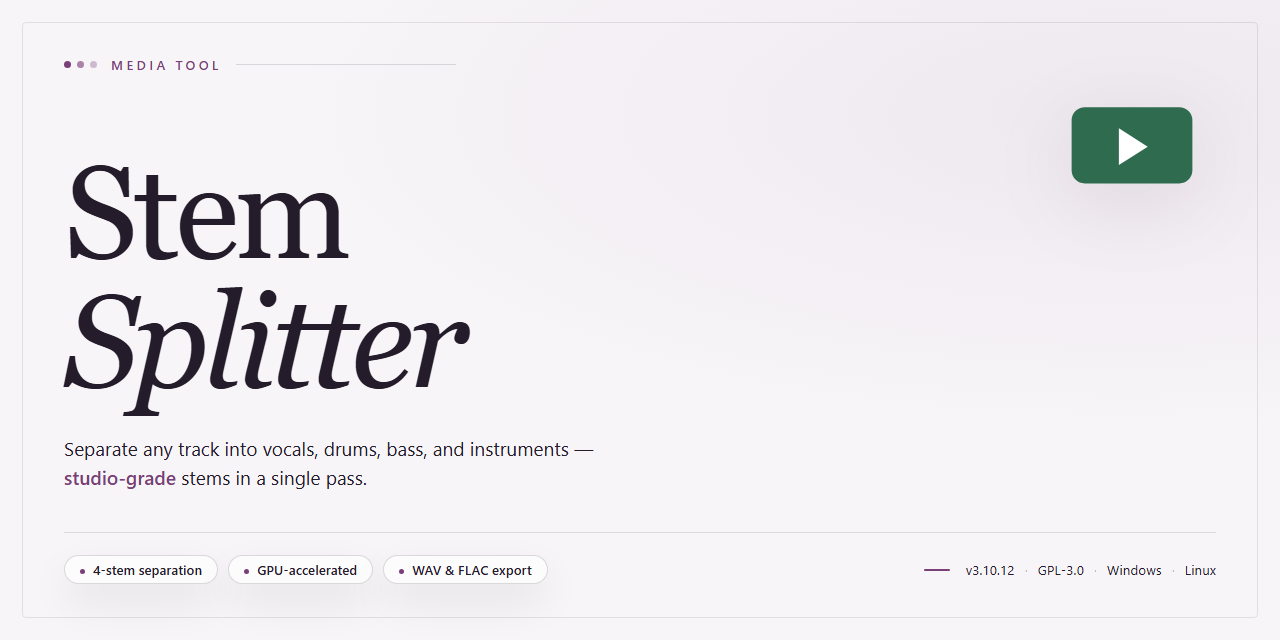 MEDIA TOOL
Stem
Splitter
Separate any track into vocals, drums, bass, and instruments —
studio-grade stems in a single pass.
4-stem separation
GPU-accelerated
WAV & FLAC export
v3.10.12 · GPL-3.0 · Windows · Linux